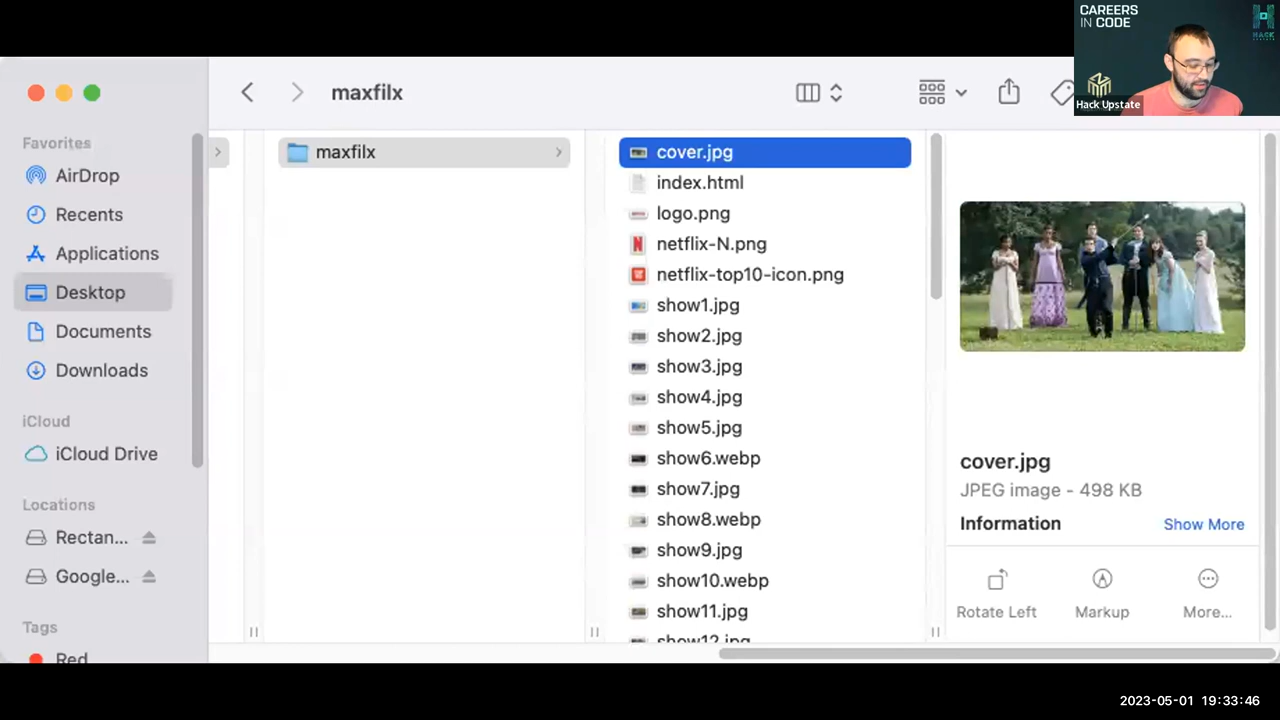 CAREERS
IN CODE
HACK
Hack Upstate
maxfilx
Favorites
AirDrop
Recents
Applications
Desktop
Documents
Downloads
iCloud
iCloud Drive
Locations
Rectan...
Google...
Tags
Red
maxfilx
cover.jpg
index.html
logo.png
netflix-N.png
netflix-top10-icon.png
show1.jpg
show2.jpg
show3.jpg
show4.jpg
show5.jpg
show6.webp
show7.jpg
show8.webp
show9.jpg
show10.webp
show11.jpg
show12.jpg
cover.jpg
JPEG image - 498 KB
Information
Show More
Rotate Left
Markup
More...
2023-05-01 19:33:46